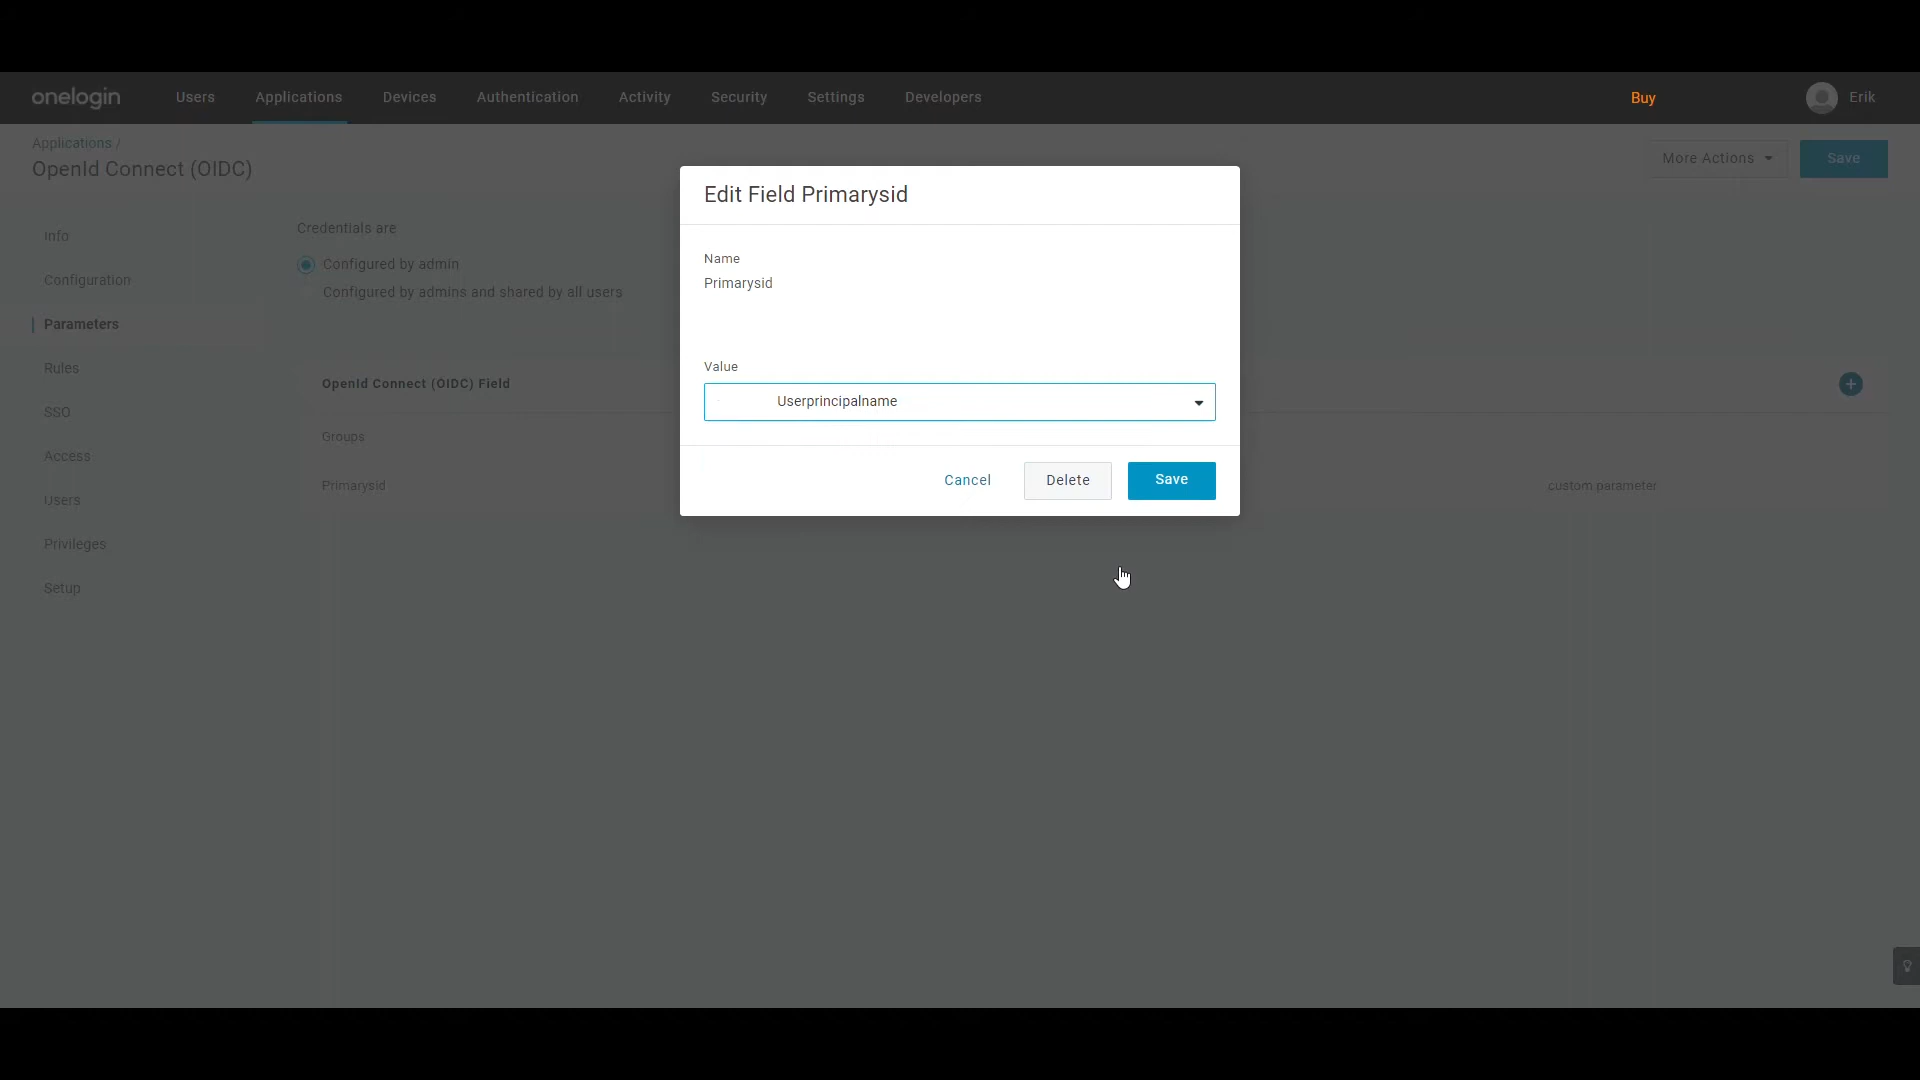 onelogin
Users
Applications
Devices
Authentication
Activity
Security
Settings
Developers
Buy
Erik
Applications /
OpenId Connect (OIDC)
More Actions
Save
Info
Configuration
Parameters
Rules
SSO
Access
Users
Privileges
Setup
Credentials are
Configured by admin
Configured by admins and shared by all users
OpenId Connect (OIDC) Field
Groups
Primarysid
custom parameter
Edit Field Primarysid
Name
Primarysid
Value
Userprincipalname
Cancel
Delete
Save